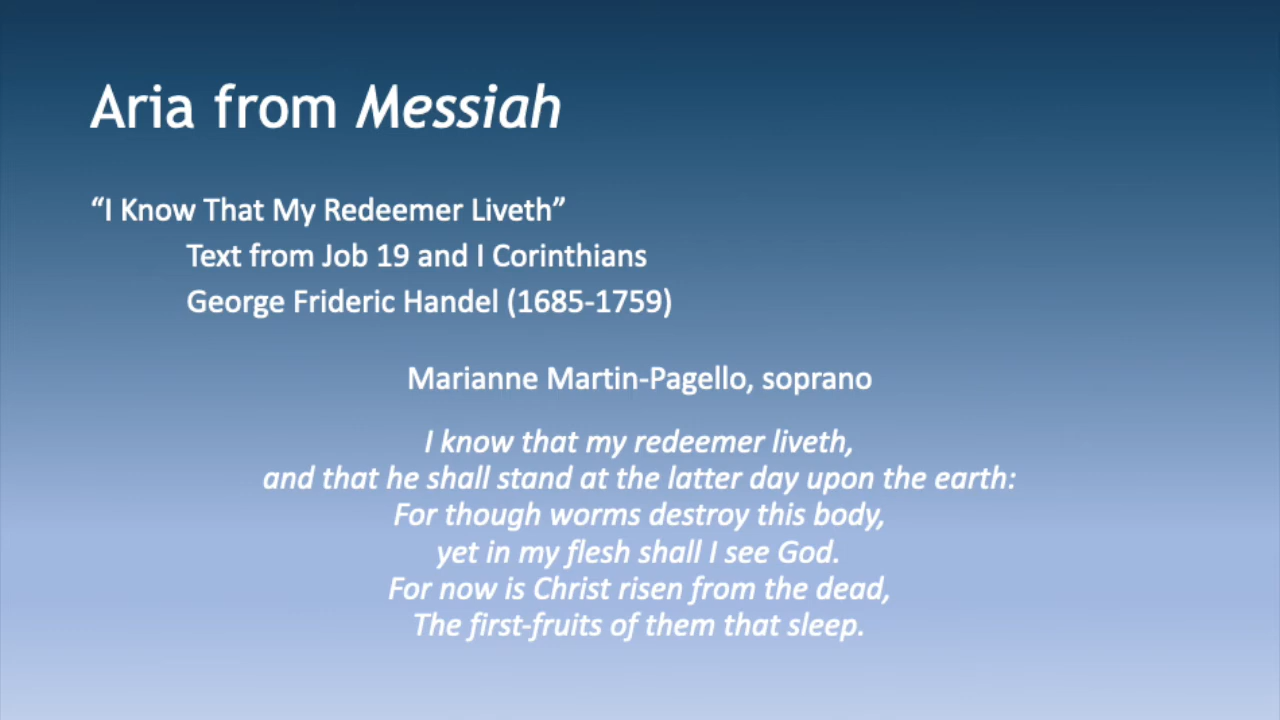 Aria from Messiah
“I Know That My Redeemer Liveth”
Text from Job 19 and I Corinthians
George Frideric Handel (1685-1759)
Marianne Martin-Pagello, soprano
I know that my redeemer liveth,
and that he shall stand at the latter day upon the earth:
For though worms destroy this body,
yet in my flesh shall I see God.
For now is Christ risen from the dead,
The first-fruits of them that sleep.